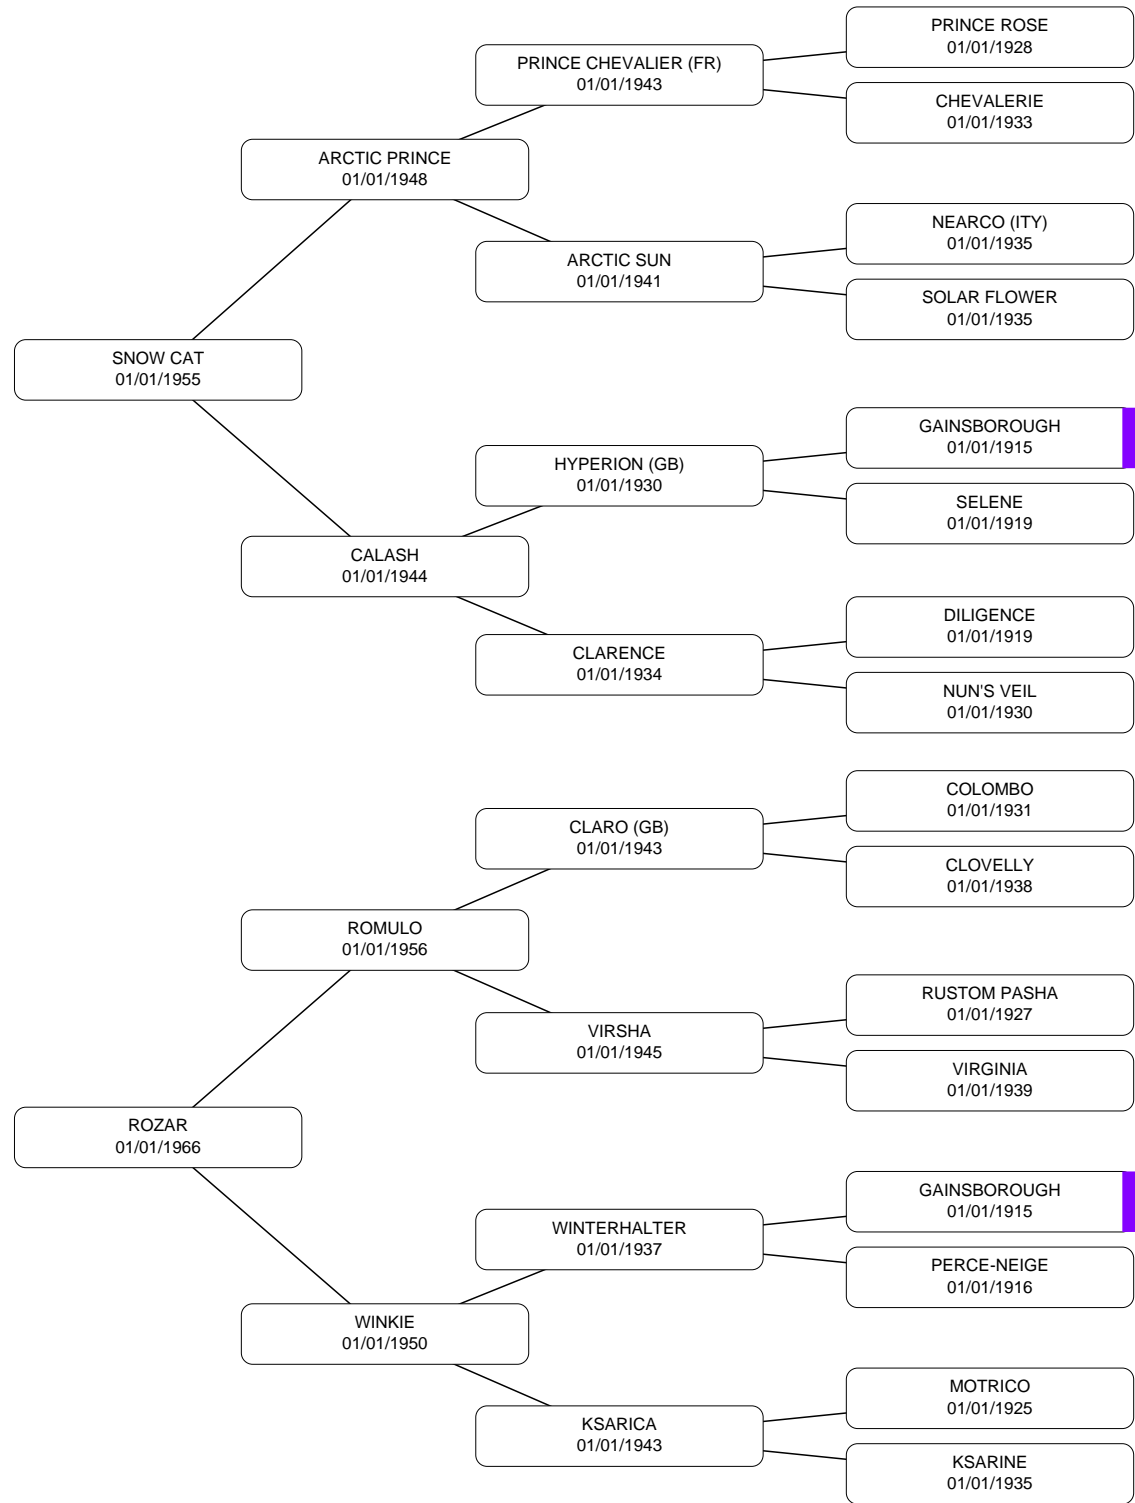 PRINCE ROSE
01/01/1928
PRINCE CHEVALIER (FR)
01/01/1943
CHEVALERIE
01/01/1933
ARCTIC PRINCE
01/01/1948
NEARCO (ITY)
01/01/1935
ARCTIC SUN
01/01/1941
SOLAR FLOWER
01/01/1935
SNOW CAT
01/01/1955
GAINSBOROUGH
01/01/1915
HYPERION (GB)
01/01/1930
SELENE
01/01/1919
CALASH
01/01/1944
DILIGENCE
01/01/1919
CLARENCE
01/01/1934
NUN'S VEIL
01/01/1930
COLOMBO
01/01/1931
CLARO (GB)
01/01/1943
CLOVELLY
01/01/1938
ROMULO
01/01/1956
RUSTOM PASHA
01/01/1927
VIRSHA
01/01/1945
VIRGINIA
01/01/1939
ROZAR
01/01/1966
GAINSBOROUGH
01/01/1915
WINTERHALTER
01/01/1937
PERCE-NEIGE
01/01/1916
WINKIE
01/01/1950
MOTRICO
01/01/1925
KSARICA
01/01/1943
KSARINE
01/01/1935